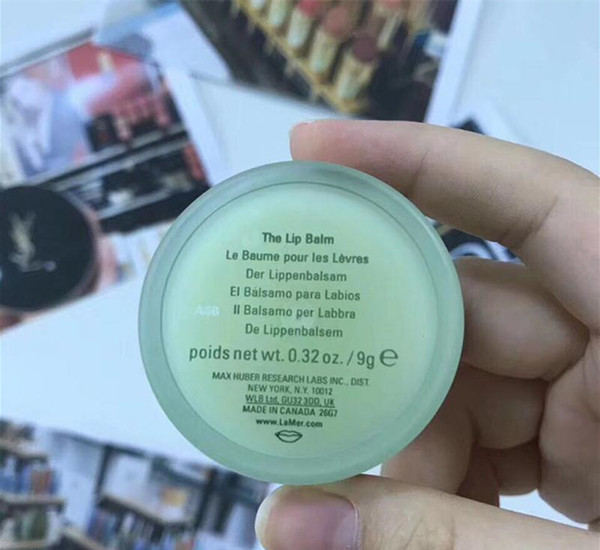 The Lip Balm
Le Baume pour les Lèvres
Der Lippenbalsam
El Bálsamo para Labios
A58
Il Balsamo per Labbra
De Lippenbalsem
poids net wt. 0.32 oz. / 9g e
MAX HUBER RESEARCH LABS INC., DIST.
NEW YORK, N.Y. 10012
WLB Ltd, GU32 3DD, UK
MADE IN CANADA 26G7
www.LaMer.com
YSL